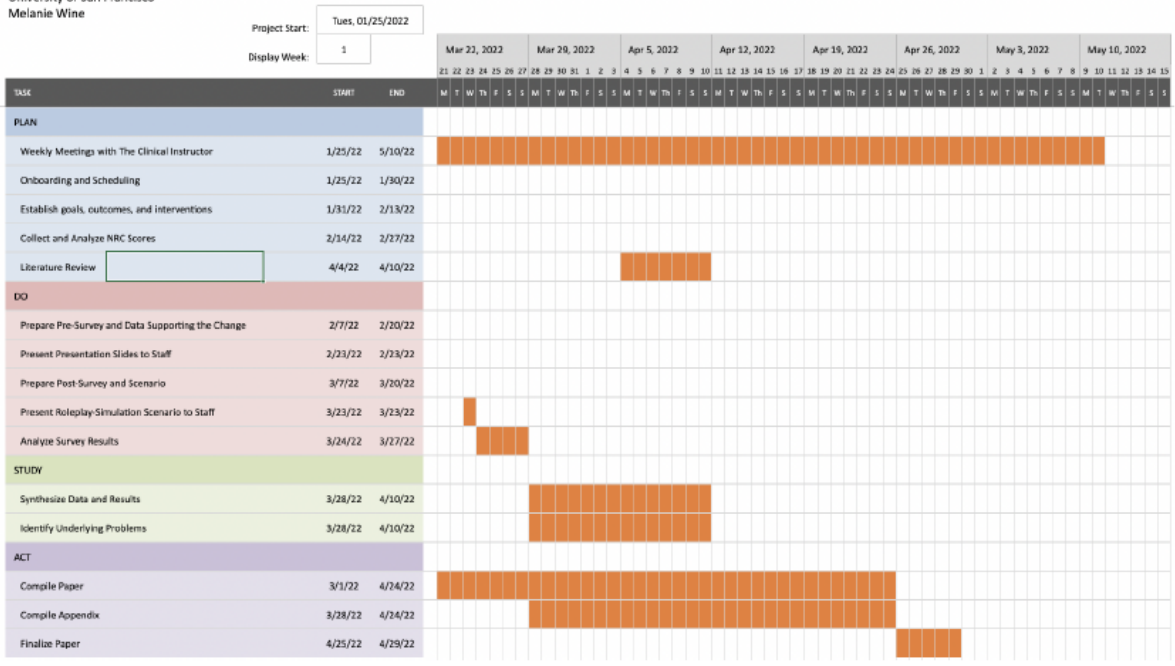 Melanie Wine
Project Start: Tues, 01/25/2022
Display Week: 1
Mar 22, 2022 Mar 29, 2022 Apr 5, 2022 Apr 12, 2022 Apr 19, 2022 Apr 26, 2022 May 3, 2022 May 10, 2022
21 22 23 24 25 26 27 28 29 30 31 1 2 3 4 5 6 7 8 9 10 11 12 13 14 15 16 17 18 19 20 21 22 23 24 25 26 27 28 29 30 1 2 3 4 5 6 7 8 9 10 11 12 13 14 15
TASK START END M T W Th F S S M T W Th F S S M T W Th F S S M T W Th F S S M T W Th F S S M T W Th F S S M T W Th F S S M T W Th F S S
PLAN
Weekly Meetings with The Clinical Instructor 1/25/22 5/10/22
Onboarding and Scheduling 1/25/22 1/30/22
Establish goals, outcomes, and interventions 1/31/22 2/13/22
Collect and Analyze NRC Scores 2/14/22 2/27/22
Literature Review 4/4/22 4/10/22
DO
Prepare Pre-Survey and Data Supporting the Change 2/7/22 2/20/22
Present Presentation Slides to Staff 2/23/22 2/23/22
Prepare Post-Survey and Scenario 3/7/22 3/20/22
Present Roleplay-Simulation Scenario to Staff 3/23/22 3/23/22
Analyze Survey Results 3/24/22 3/27/22
STUDY
Synthesize Data and Results 3/28/22 4/10/22
Identify Underlying Problems 3/28/22 4/10/22
ACT
Compile Paper 3/1/22 4/24/22
Compile Appendix 3/28/22 4/24/22
Finalize Paper 4/25/22 4/29/22